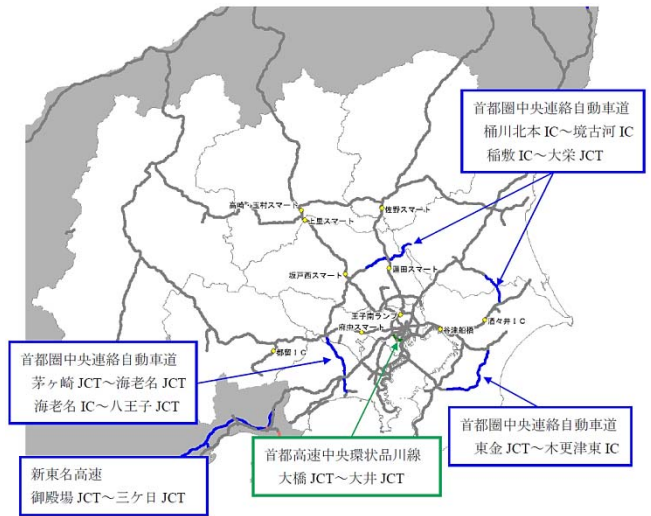 首都圏中央連絡自動車道
桶川北本 IC～境古河 IC
稲敷 IC～大栄 JCT
高崎・玉村スマート
上里スマート
佐野スマート
坂戸西スマート
蓮田スマート
王子南ランプ
府中スマート
谷津船橋
酒々井ＩＣ
都留ＩＣ
首都圏中央連絡自動車道
茅ヶ崎 JCT～海老名 JCT
海老名 IC～八王子 JCT
首都圏中央連絡自動車道
東金 JCT～木更津東 IC
首都高速中央環状品川線
大橋 JCT～大井 JCT
新東名高速
御殿場 JCT～三ケ日 JCT